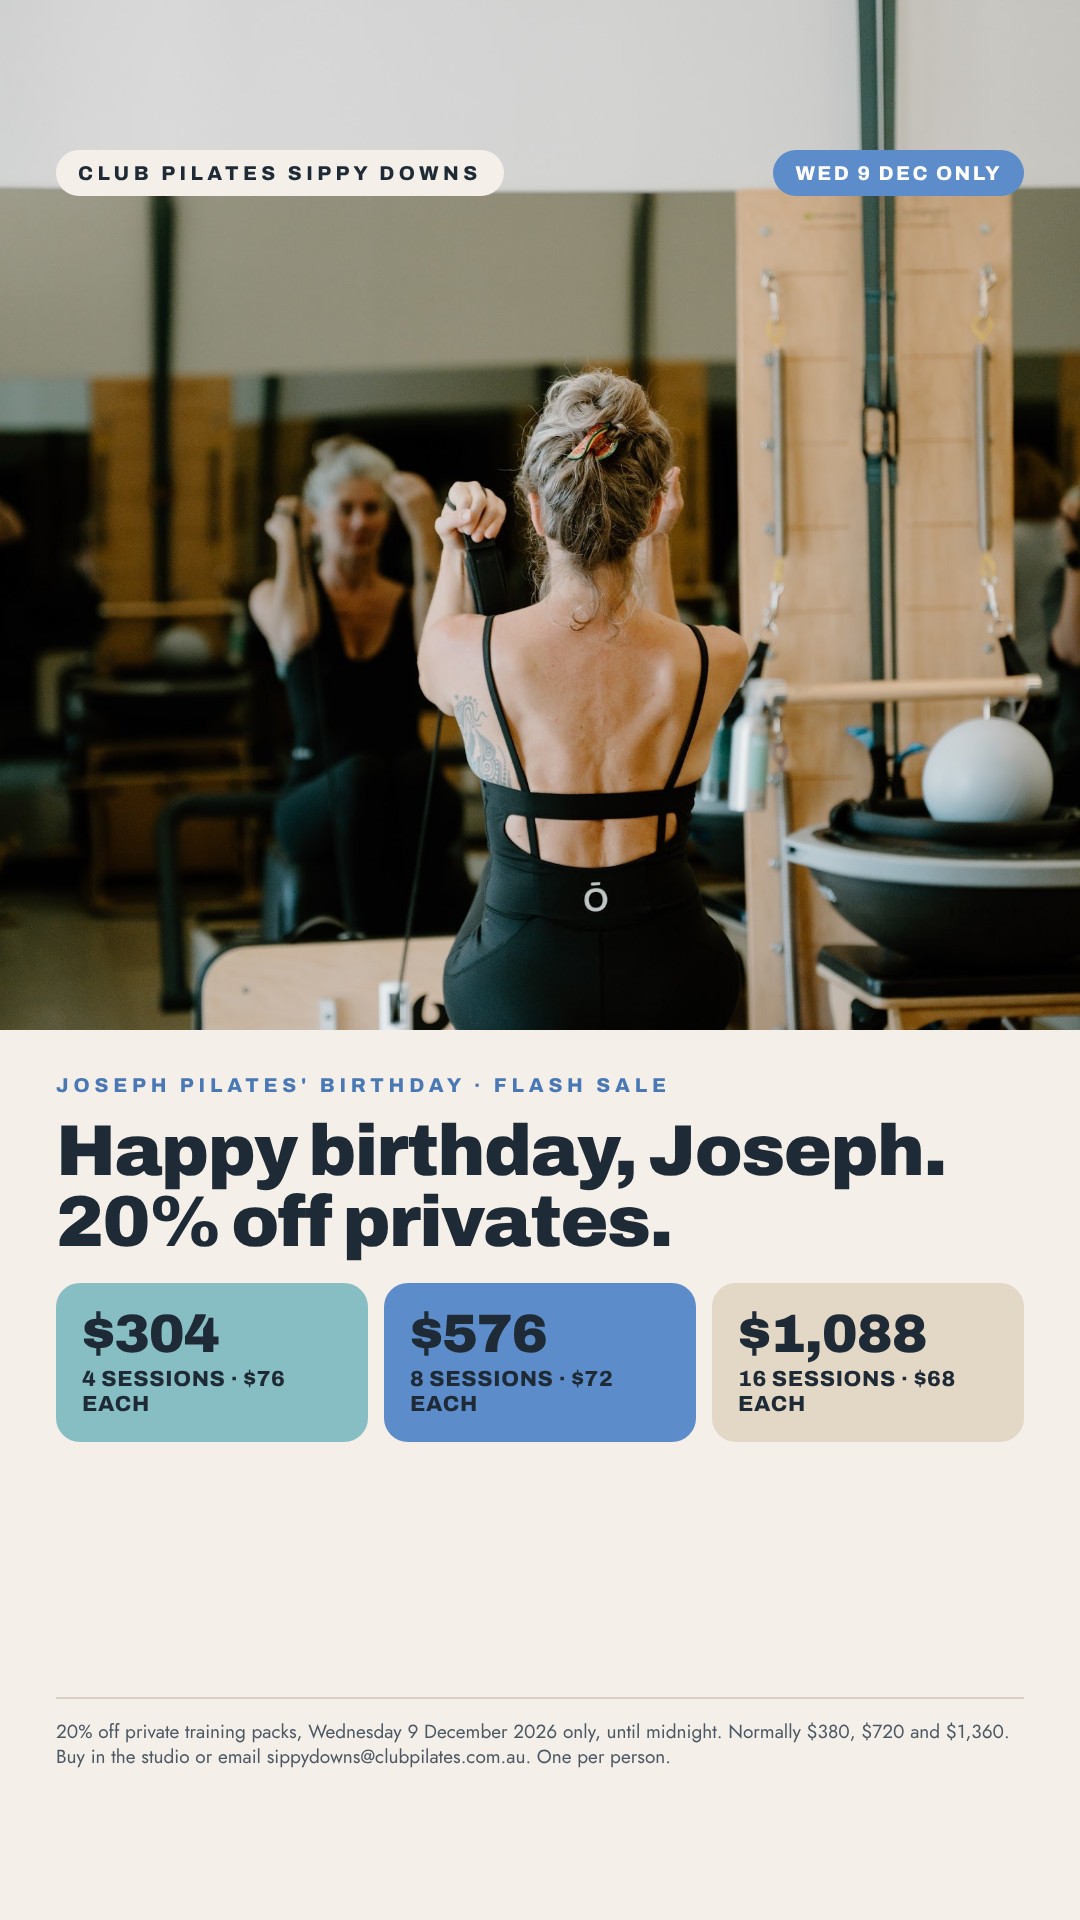 CLUB PILATES SIPPY DOWNS
WED 9 DEC ONLY
Ō
JOSEPH PILATES' BIRTHDAY · FLASH SALE
Happy birthday, Joseph.
20% off privates.
$304
4 SESSIONS · $76
EACH
$576
8 SESSIONS · $72
EACH
$1,088
16 SESSIONS · $68
EACH
20% off private training packs, Wednesday 9 December 2026 only, until midnight. Normally $380, $720 and $1,360.
Buy in the studio or email sippydowns@clubpilates.com.au. One per person.